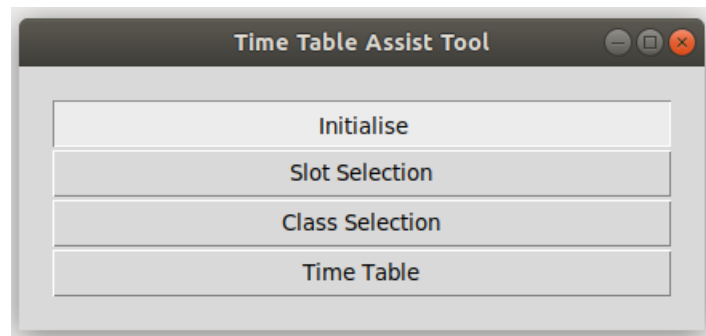 Time Table Assist Tool
Initialise
Slot Selection
Class Selection
Time Table